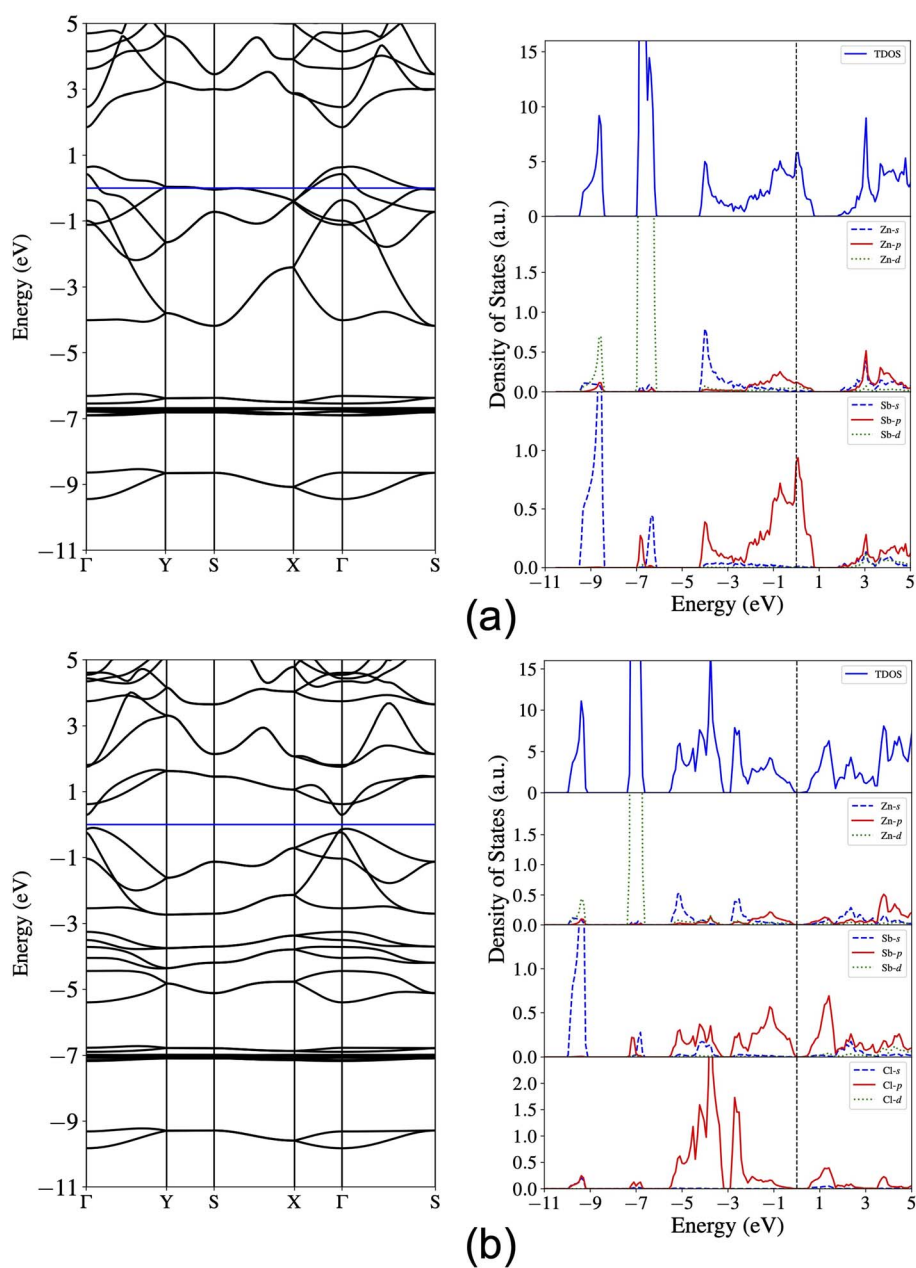 5
3
1
−1
−3
−5
−7
−9
−11
Energy (eV)
Γ Y S X Γ S
15
10
5
0
TDOS
1.5
1.0
0.5
0.0
Zn-s
Zn-p
Zn-d
1.0
0.5
0.0
Sb-s
Sb-p
Sb-d
Density of States (a.u.)
−11 −9 −7 −5 −3 −1 1 3 5
Energy (eV)
(a)
5
3
1
−1
−3
−5
−7
−9
−11
Energy (eV)
Γ Y S X Γ S
15
10
5
0
TDOS
1.5
1.0
0.5
0.0
Zn-s
Zn-p
Zn-d
1.0
0.5
0.0
Sb-s
Sb-p
Sb-d
2.0
1.5
1.0
0.5
0.0
Cl-s
Cl-p
Cl-d
Density of States (a.u.)
−11 −9 −7 −5 −3 −1 1 3 5
Energy (eV)
(b)